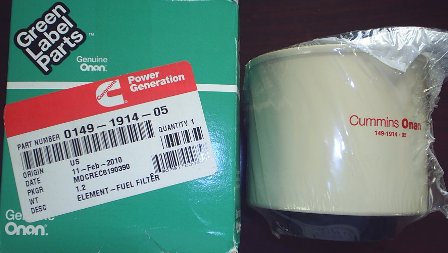 Green
Label
Parts
Genuine
Onan
Cummins
Power
Generation
PART NUMBER 0149-1914-05
ORIGIN US QUANTITY 1
DATE 11-Feb-2010
PKGR MDCREC6190390
WT 1.2
DESC ELEMENT-FUEL FILTER
Genuine
Onan
Cummins Onan
149-1914-05